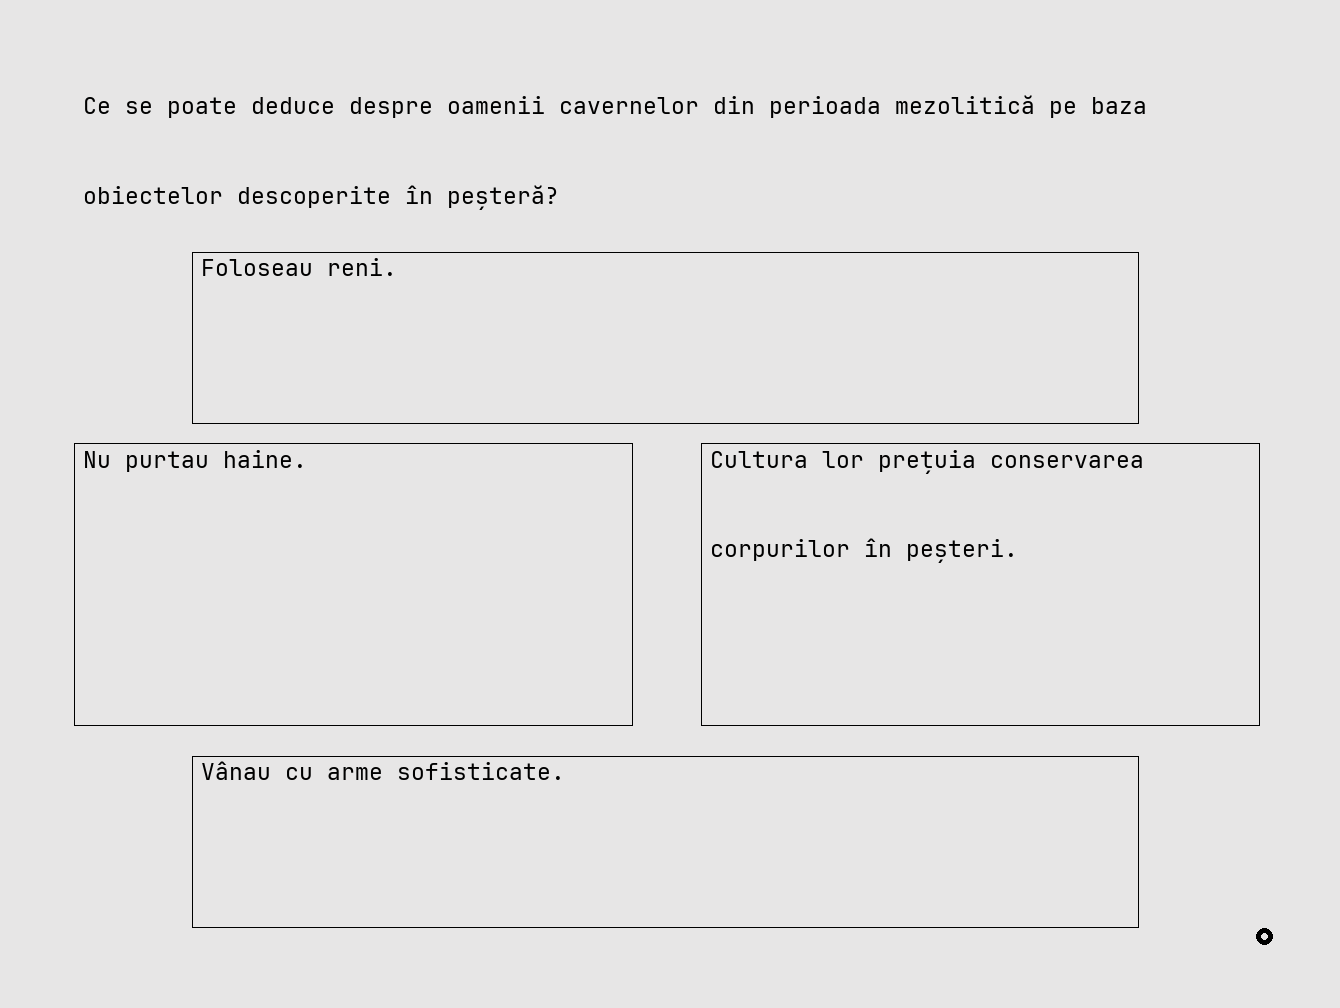 Ce se poate deduce despre oamenii cavernelor din perioada mezolitică pe baza
obiectelor descoperite în peșteră?
Foloseau reni.
Nu purtau haine.
Cultura lor prețuia conservarea
corpurilor în peșteri.
Vânau cu arme sofisticate.